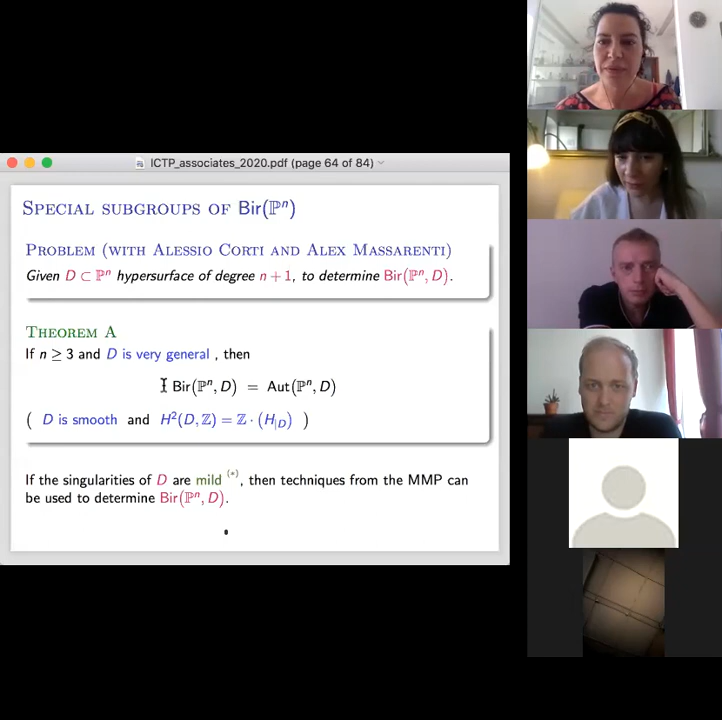 ICTP_associates_2020.pdf (page 64 of 84)
Special subgroups of Bir(ℙⁿ)
Problem (with Alessio Corti and Alex Massarenti)
Given D ⊂ ℙⁿ hypersurface of degree n + 1, to determine Bir(ℙⁿ, D).
Theorem A
If n ≥ 3 and D is very general , then
Bir(ℙⁿ, D) = Aut(ℙⁿ, D)
( D is smooth and H²(D, ℤ) = ℤ · (H|D) )
If the singularities of D are mild (*), then techniques from the MMP can
be used to determine Bir(ℙⁿ, D).